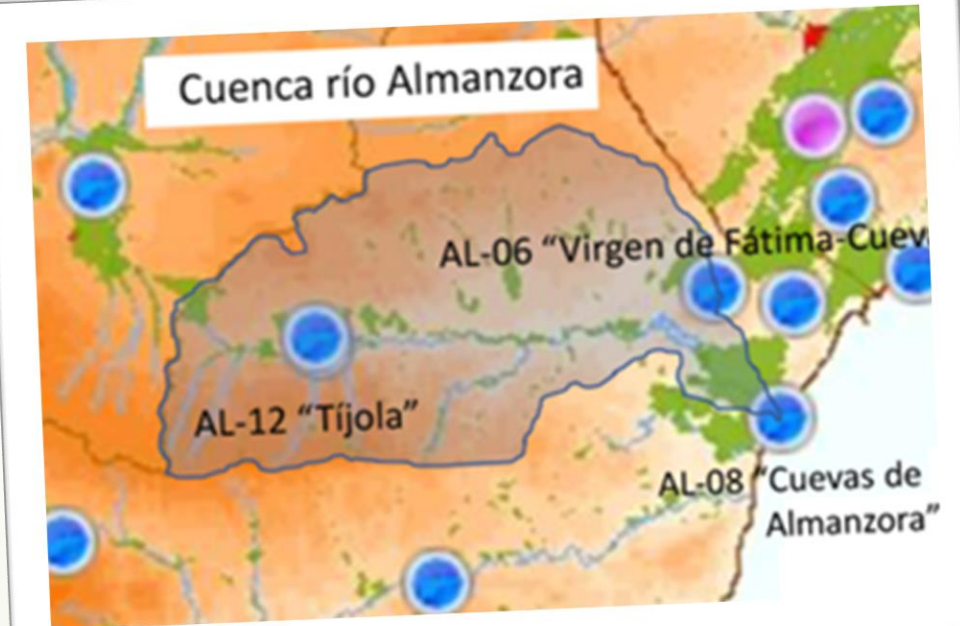 Cuenca río Almanzora
AL-06 “Virgen de Fátima-Cuev
AL-12 “Tíjola”
AL-08 “Cuevas de
Almanzora”